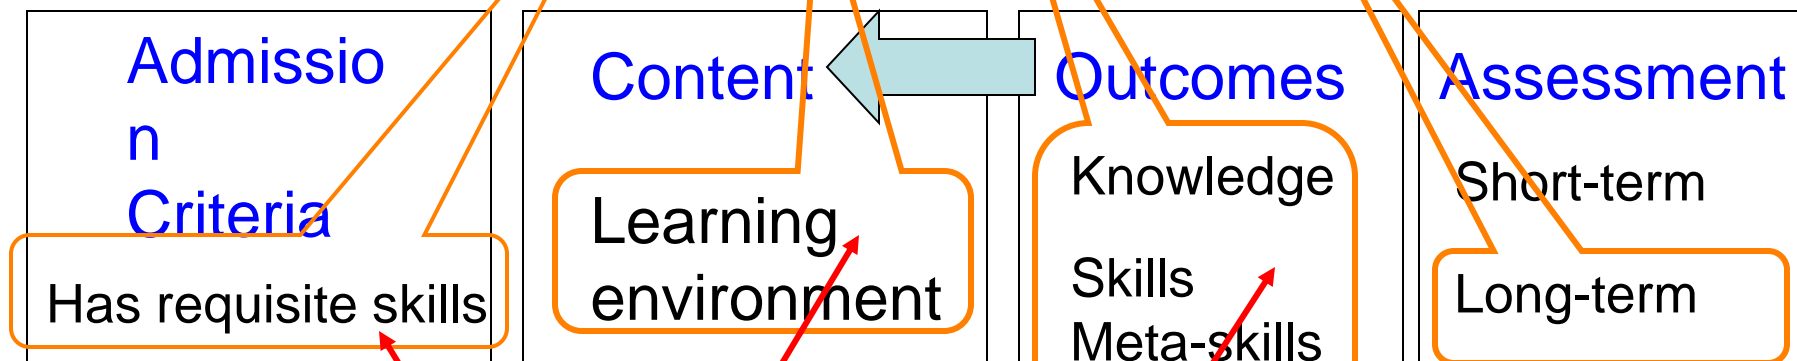 Admissio
n
Criteria
Has requisite skills
Content
Learning
environment
Outcomes
Knowledge
Skills
Meta-skills
Assessment
Short-term
Long-term